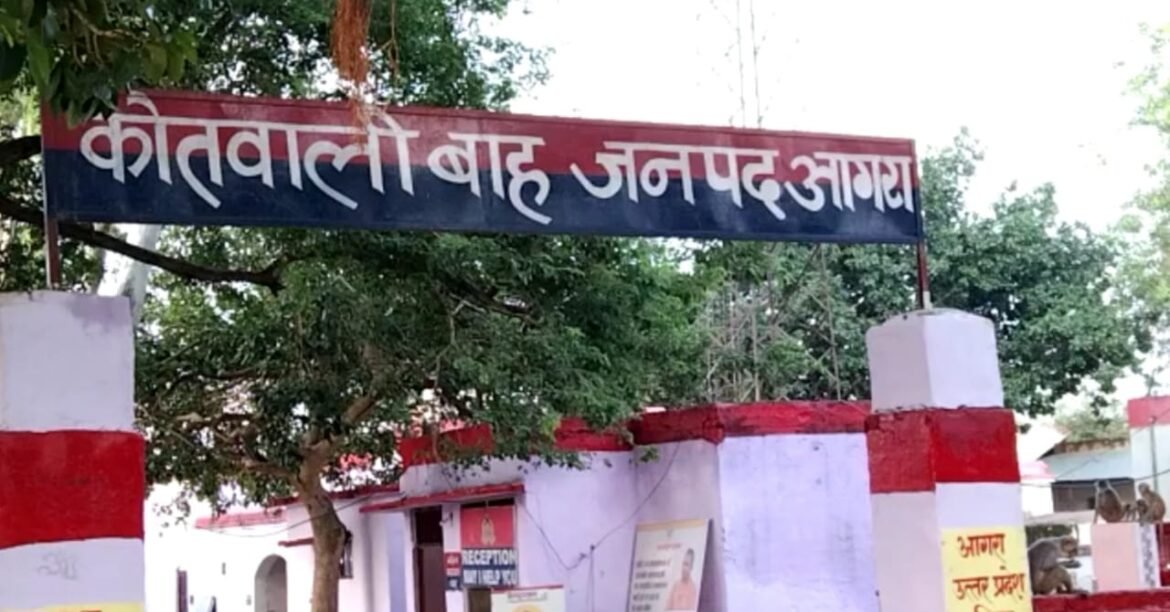 कोतवाली बाह जनपद आगरा
RECEPTION
MAY I HELP YOU
आगरा
उत्तर प्रदेश